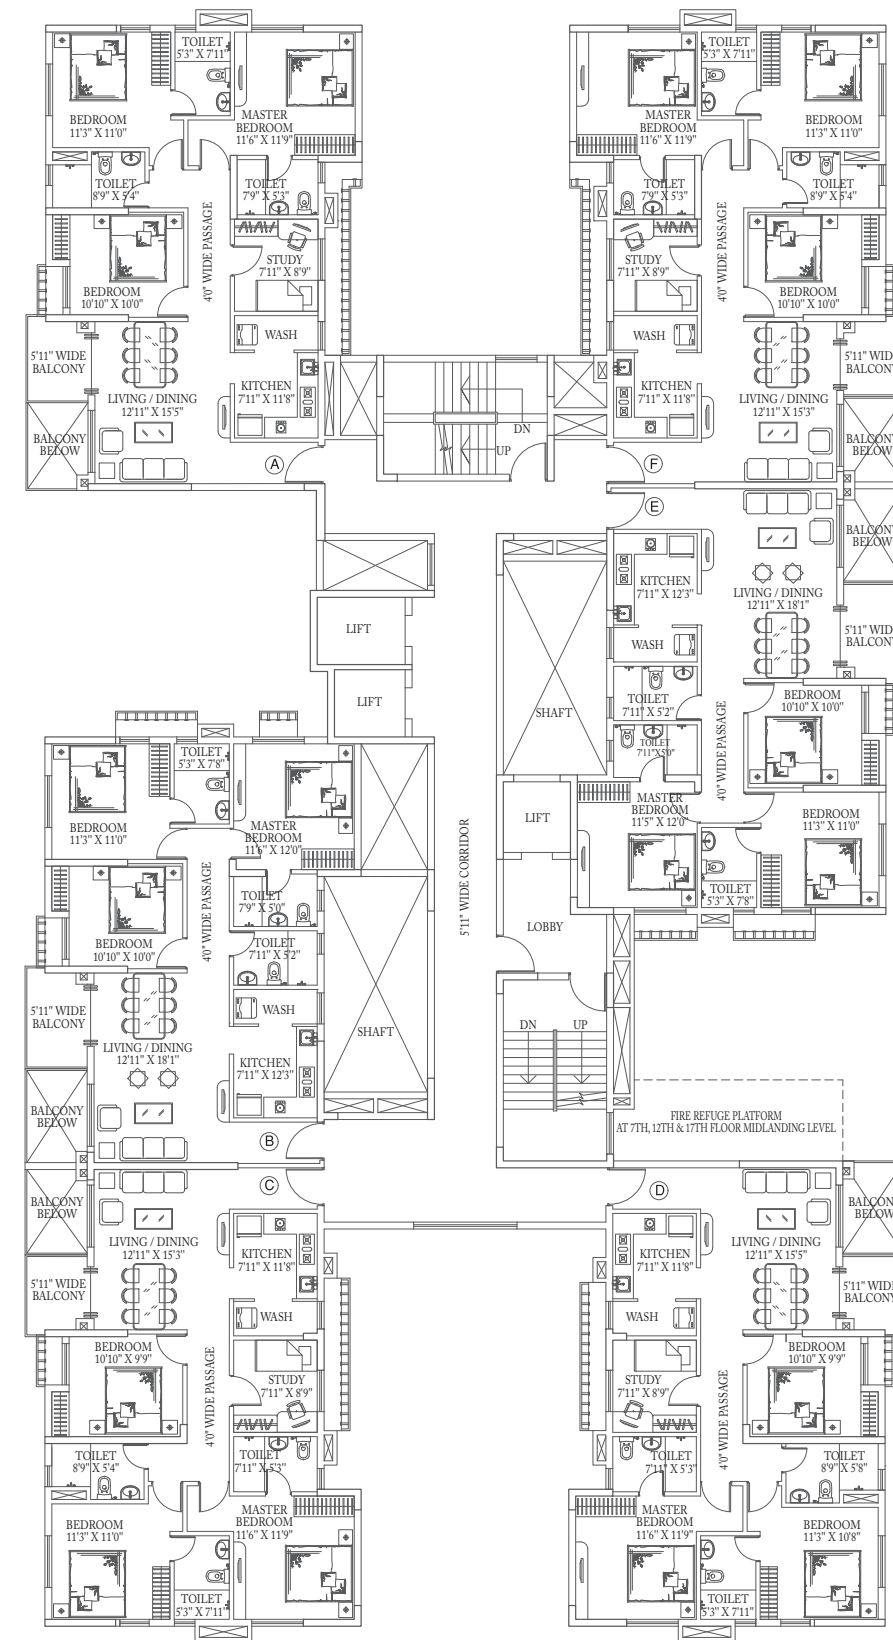 TOILET
5'3" X 7'11"
BEDROOM
11'3" X 11'0"
MASTER
BEDROOM
11'6" X 11'9"
TOILET
8'9" X 5'4"
TOILET
7'9" X 5'3"
4'0" WIDE PASSAGE
STUDY
7'11" X 8'9"
BEDROOM
10'10" X 10'0"
WASH
5'11" WIDE
BALCONY
KITCHEN
7'11" X 11'8"
LIVING / DINING
12'11" X 15'5"
BALCONY
BELOW
A
DN
UP
TOILET
5'3" X 7'11"
MASTER
BEDROOM
11'6" X 11'9"
BEDROOM
11'3" X 11'0"
TOILET
7'9" X 5'3"
TOILET
8'9" X 5'4"
4'0" WIDE PASSAGE
STUDY
7'11" X 8'9"
BEDROOM
10'10" X 10'0"
WASH
5'11" WID
BALCON
KITCHEN
7'11" X 11'8"
LIVING / DINING
12'11" X 15'3"
BALCONY
BELOW
F
E
BALCONY
BELOW
KITCHEN
7'11" X 12'3"
LIVING / DINING
12'11" X 18'1"
WASH
5'11" WID
BALCON
LIFT
LIFT
SHAFT
TOILET
7'11" X 5'2"
BEDROOM
10'10" X 10'0"
TOILET
7'11"X5'0"
4'0" WIDE PASSAGE
MASTER
BEDROOM
11'5" X 12'0"
BEDROOM
11'3" X 11'0"
LIFT
TOILET
5'3" X 7'8"
LOBBY
5'11" WIDE CORRIDOR
TOILET
5'3" X 7'8"
BEDROOM
11'3" X 11'0"
MASTER
BEDROOM
11'6" X 12'0"
4'0" WIDE PASSAGE
TOILET
7'9" X 5'0"
BEDROOM
10'10" X 10'0"
TOILET
7'11" X 5'2"
5'11" WIDE
BALCONY
WASH
SHAFT
LIVING / DINING
12'11" X 18'1"
KITCHEN
7'11" X 12'3"
BALCONY
BELOW
B
DN
UP
FIRE REFUGE PLATFORM
AT 7TH, 12TH & 17TH FLOOR MIDLANDING LEVEL
C
BALCONY
BELOW
LIVING / DINING
12'11" X 15'3"
KITCHEN
7'11" X 11'8"
5'11" WIDE
BALCONY
WASH
BEDROOM
10'10" X 9'9"
STUDY
7'11" X 8'9"
4'0" WIDE PASSAGE
TOILET
8'9" X 5'4"
TOILET
7'11" X 5'3"
BEDROOM
11'3" X 11'0"
MASTER
BEDROOM
11'6" X 11'9"
TOILET
5'3" X 7'11"
D
BALCON
BELOW
KITCHEN
7'11" X 11'8"
LIVING / DINING
12'11" X 15'5"
5'11" WID
BALCONY
WASH
BEDROOM
10'10" X 9'9"
STUDY
7'11" X 8'9"
4'0" WIDE PASSAGE
TOILET
7'11" X 5'3"
TOILET
8'9" X 5'8"
MASTER
BEDROOM
11'6" X 11'9"
BEDROOM
11'3" X 10'8"
TOILET
5'3" X 7'11"